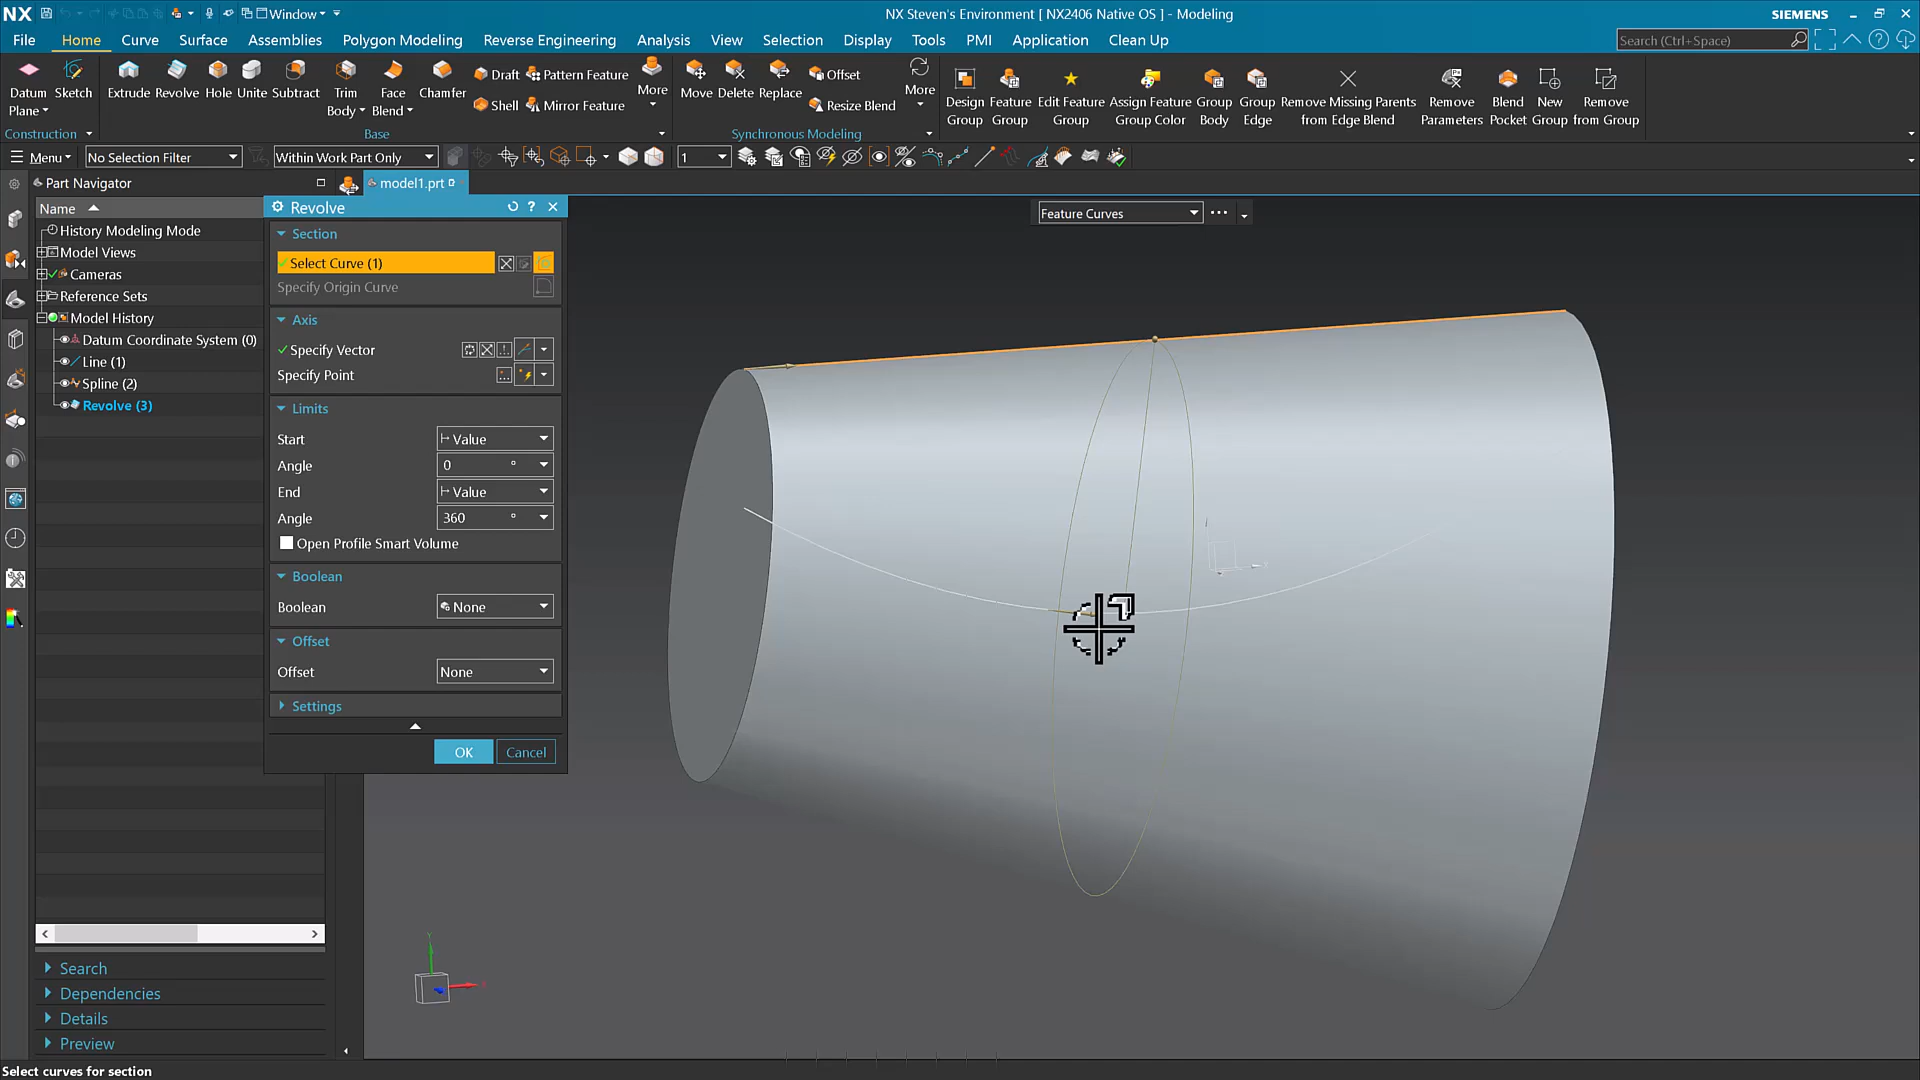 NX
Window
NX Steven's Environment [ NX2406 Native OS ] - Modeling
SIEMENS
File
Home
Curve
Surface
Assemblies
Polygon Modeling
Reverse Engineering
Analysis
View
Selection
Display
Tools
PMI
Application
Clean Up
Search (Ctrl+Space)
Datum Plane
Sketch
Extrude
Revolve
Hole
Unite
Subtract
Trim Body
Face Blend
Chamfer
Draft
Pattern Feature
Shell
Mirror Feature
More
Move
Delete
Replace
Offset
Resize Blend
More
Design Group
Feature Group
Edit Feature Group
Assign Feature Group Color
Group Body
Group Edge
Remove Missing Parents from Edge Blend
Remove Parameters
Blend Pocket
New Group
Remove from Group
Construction
Base
Synchronous Modeling
Menu
No Selection Filter
Within Work Part Only
1
Part Navigator
model1.prt
Name
History Modeling Mode
Model Views
Cameras
Reference Sets
Model History
Datum Coordinate System (0)
Line (1)
Spline (2)
Revolve (3)
Revolve
Section
Select Curve (1)
Specify Origin Curve
Axis
Specify Vector
Specify Point
Limits
Start
Value
Angle
0 °
End
Value
Angle
360 °
Open Profile Smart Volume
Boolean
Boolean
None
Offset
Offset
None
Settings
OK
Cancel
Feature Curves
Y
X
Search
Dependencies
Details
Preview
Select curves for section